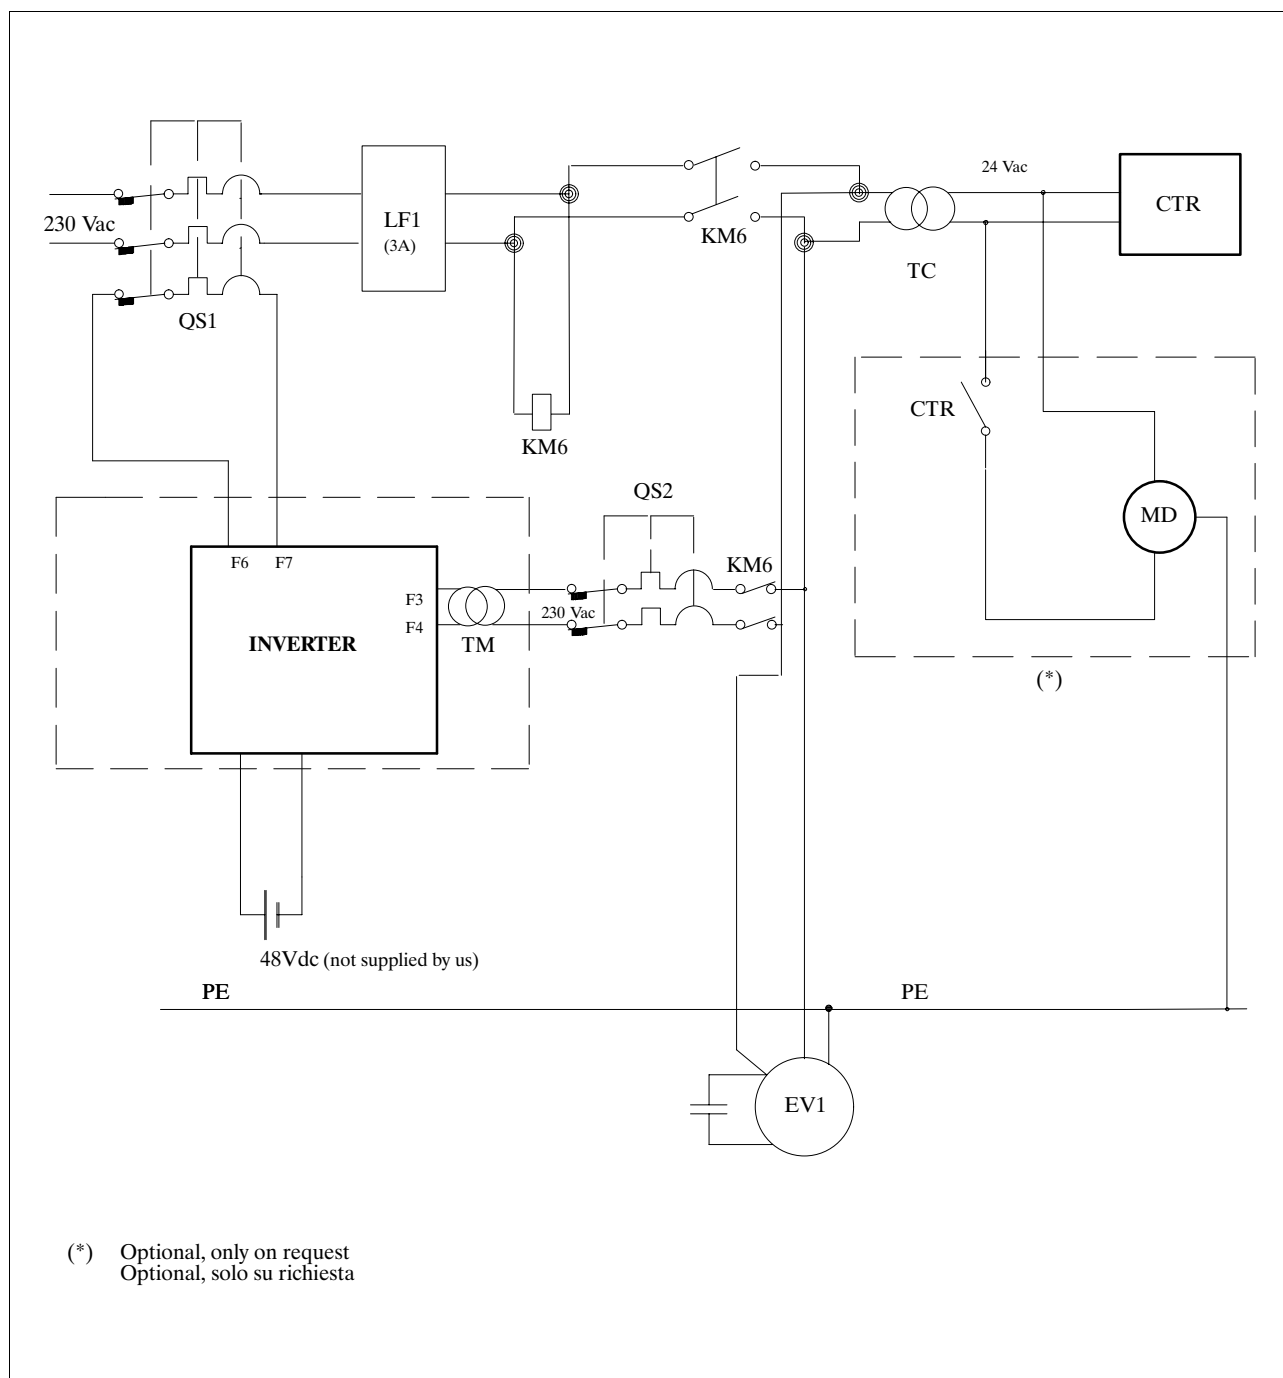 24 Vac
CTR
230 Vac
LF1
(3A)
KM6
TC
QS1
CTR
KM6
QS2
MD
F6
F7
KM6
F3
230 Vac
F4
INVERTER
TM
(*)
48Vdc (not supplied by us)
PE
PE
EV1
(*) Optional, only on request
Optional, solo su richiesta